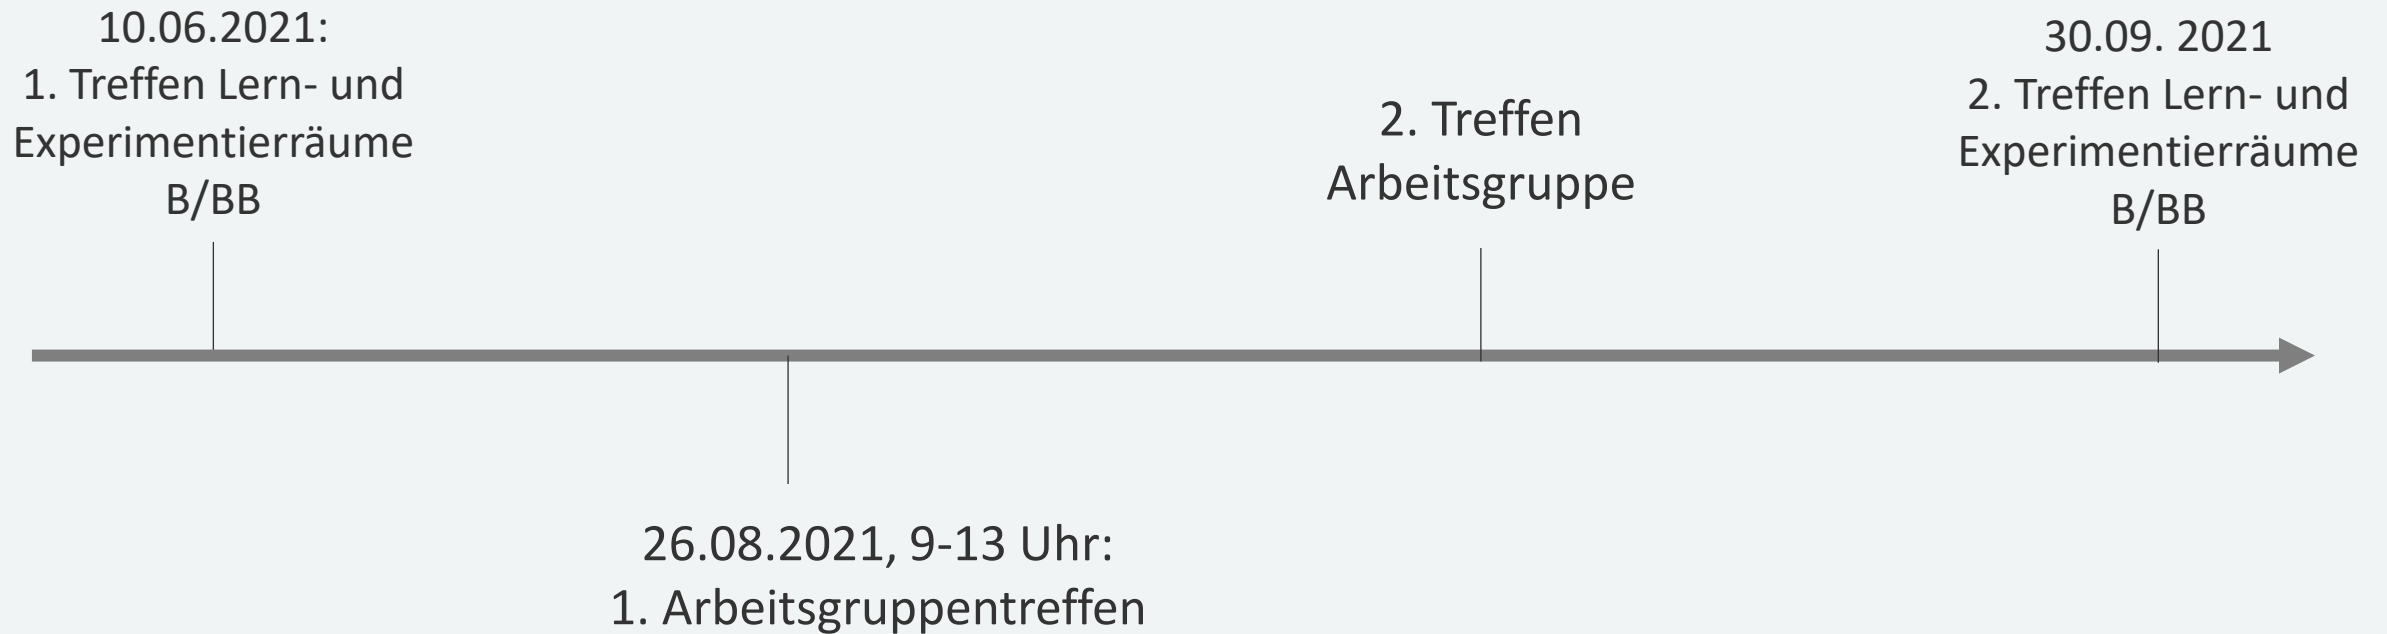 10.06.2021:
1. Treffen Lern- und
Experimentierräume
B/BB
26.08.2021, 9-13 Uhr:
1. Arbeitsgruppentreffen
2. Treffen
Arbeitsgruppe
30.09. 2021
2. Treffen Lern- und
Experimentierräume
B/BB